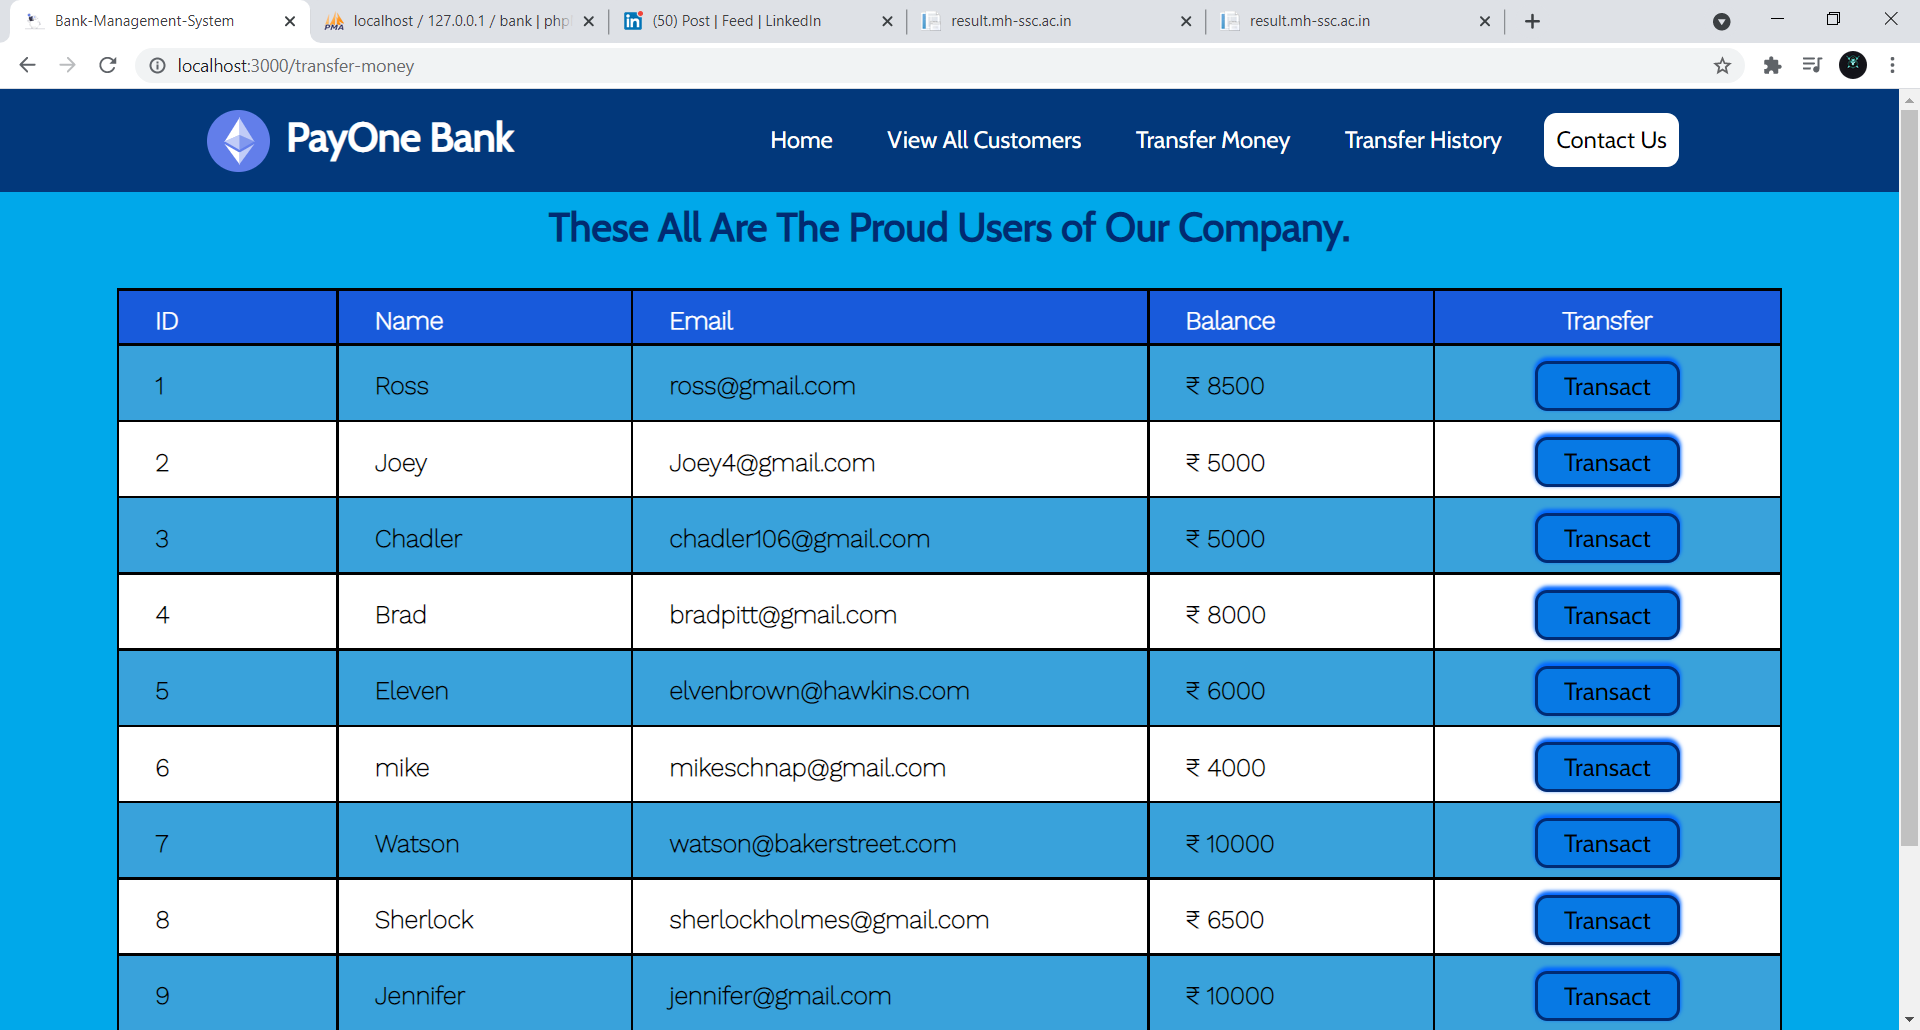 Bank-Management-System
localhost / 127.0.0.1 / bank | php
(50) Post | Feed | LinkedIn
result.mh-ssc.ac.in
result.mh-ssc.ac.in
localhost:3000/transfer-money
PayOne Bank
Home
View All Customers
Transfer Money
Transfer History
Contact Us
These All Are The Proud Users of Our Company.
ID Name Email Balance Transfer
1 Ross ross@gmail.com ₹ 8500 Transact
2 Joey Joey4@gmail.com ₹ 5000 Transact
3 Chadler chadler106@gmail.com ₹ 5000 Transact
4 Brad bradpitt@gmail.com ₹ 8000 Transact
5 Eleven elvenbrown@hawkins.com ₹ 6000 Transact
6 mike mikeschnap@gmail.com ₹ 4000 Transact
7 Watson watson@bakerstreet.com ₹ 10000 Transact
8 Sherlock sherlockholmes@gmail.com ₹ 6500 Transact
9 Jennifer jennifer@gmail.com ₹ 10000 Transact